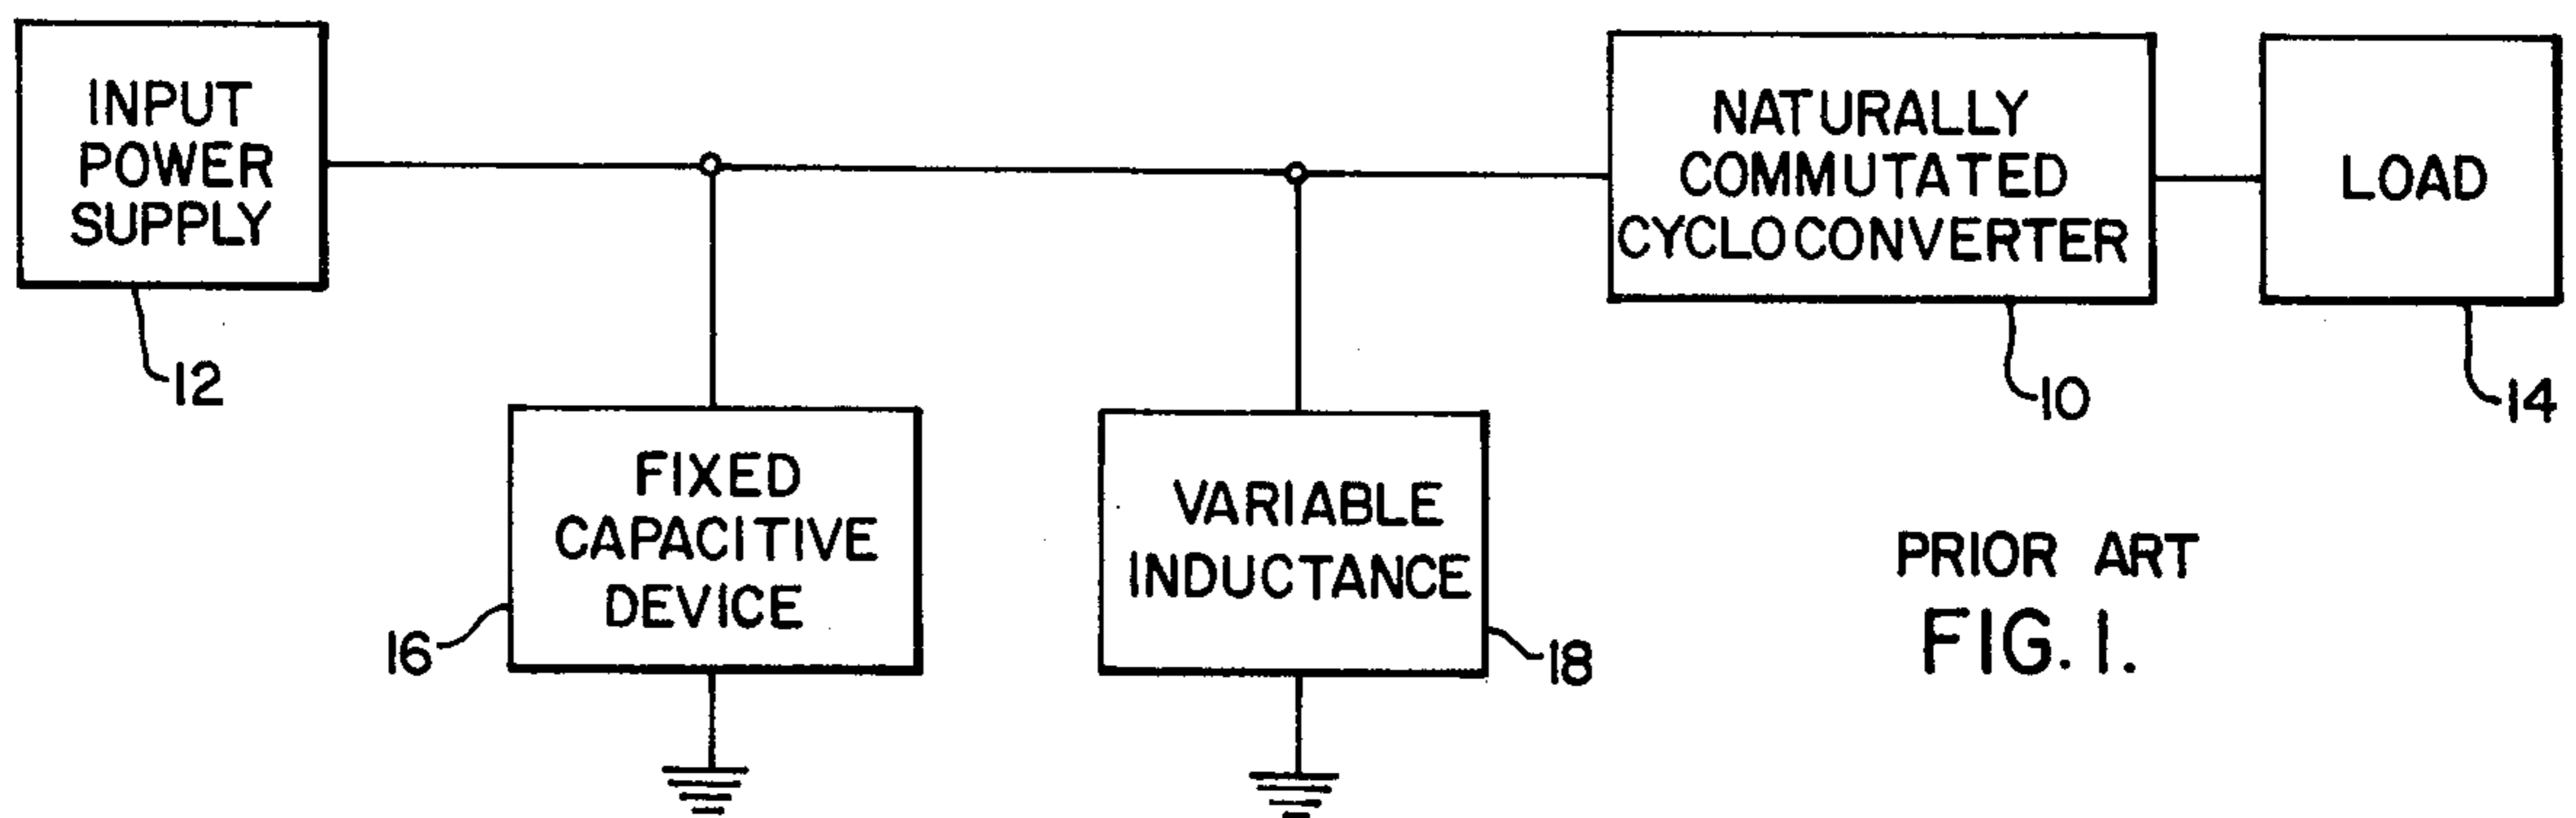 INPUT
POWER
SUPPLY
12
NATURALLY
COMMUTATED
CYCLOCONVERTER
10
LOAD
14
FIXED
CAPACITIVE
DEVICE
16
VARIABLE
INDUCTANCE
18
PRIOR ART
FIG. 1.